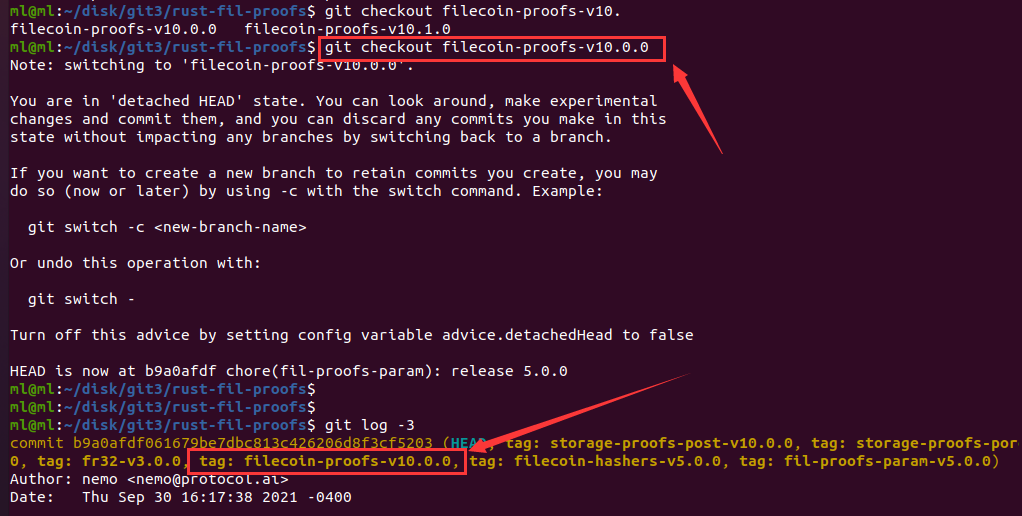 ml@ml:~/disk/git3/rust-fil-proofs$ git checkout filecoin-proofs-v10.
filecoin-proofs-v10.0.0   filecoin-proofs-v10.1.0
ml@ml:~/disk/git3/rust-fil-proofs$ git checkout filecoin-proofs-v10.0.0
Note: switching to 'filecoin-proofs-v10.0.0'.
You are in 'detached HEAD' state. You can look around, make experimental
changes and commit them, and you can discard any commits you make in this
state without impacting any branches by switching back to a branch.
If you want to create a new branch to retain commits you create, you may
do so (now or later) by using -c with the switch command. Example:
  git switch -c <new-branch-name>
Or undo this operation with:
  git switch -
Turn off this advice by setting config variable advice.detachedHead to false
HEAD is now at b9a0afdf chore(fil-proofs-param): release 5.0.0
ml@ml:~/disk/git3/rust-fil-proofs$
ml@ml:~/disk/git3/rust-fil-proofs$
ml@ml:~/disk/git3/rust-fil-proofs$ git log -3
commit b9a0afdf061679be7dbc813c426206d8f3cf5203 (HEAD, tag: storage-proofs-post-v10.0.0, tag: storage-proofs-por
0, tag: fr32-v3.0.0, tag: filecoin-proofs-v10.0.0, tag: filecoin-hashers-v5.0.0, tag: fil-proofs-param-v5.0.0)
Author: nemo <nemo@protocol.ai>
Date:   Thu Sep 30 16:17:38 2021 -0400